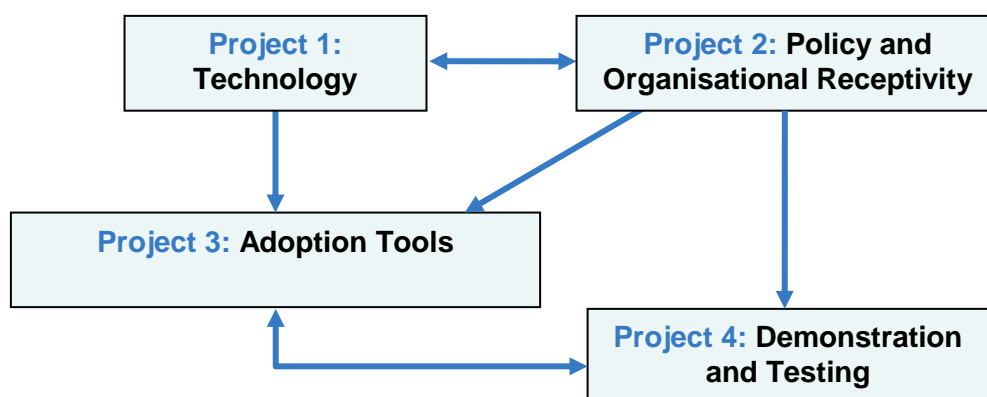 Project 1:
Technology
Project 2: Policy and
Organisational Receptivity
Project 3: Adoption Tools
Project 4: Demonstration
and Testing